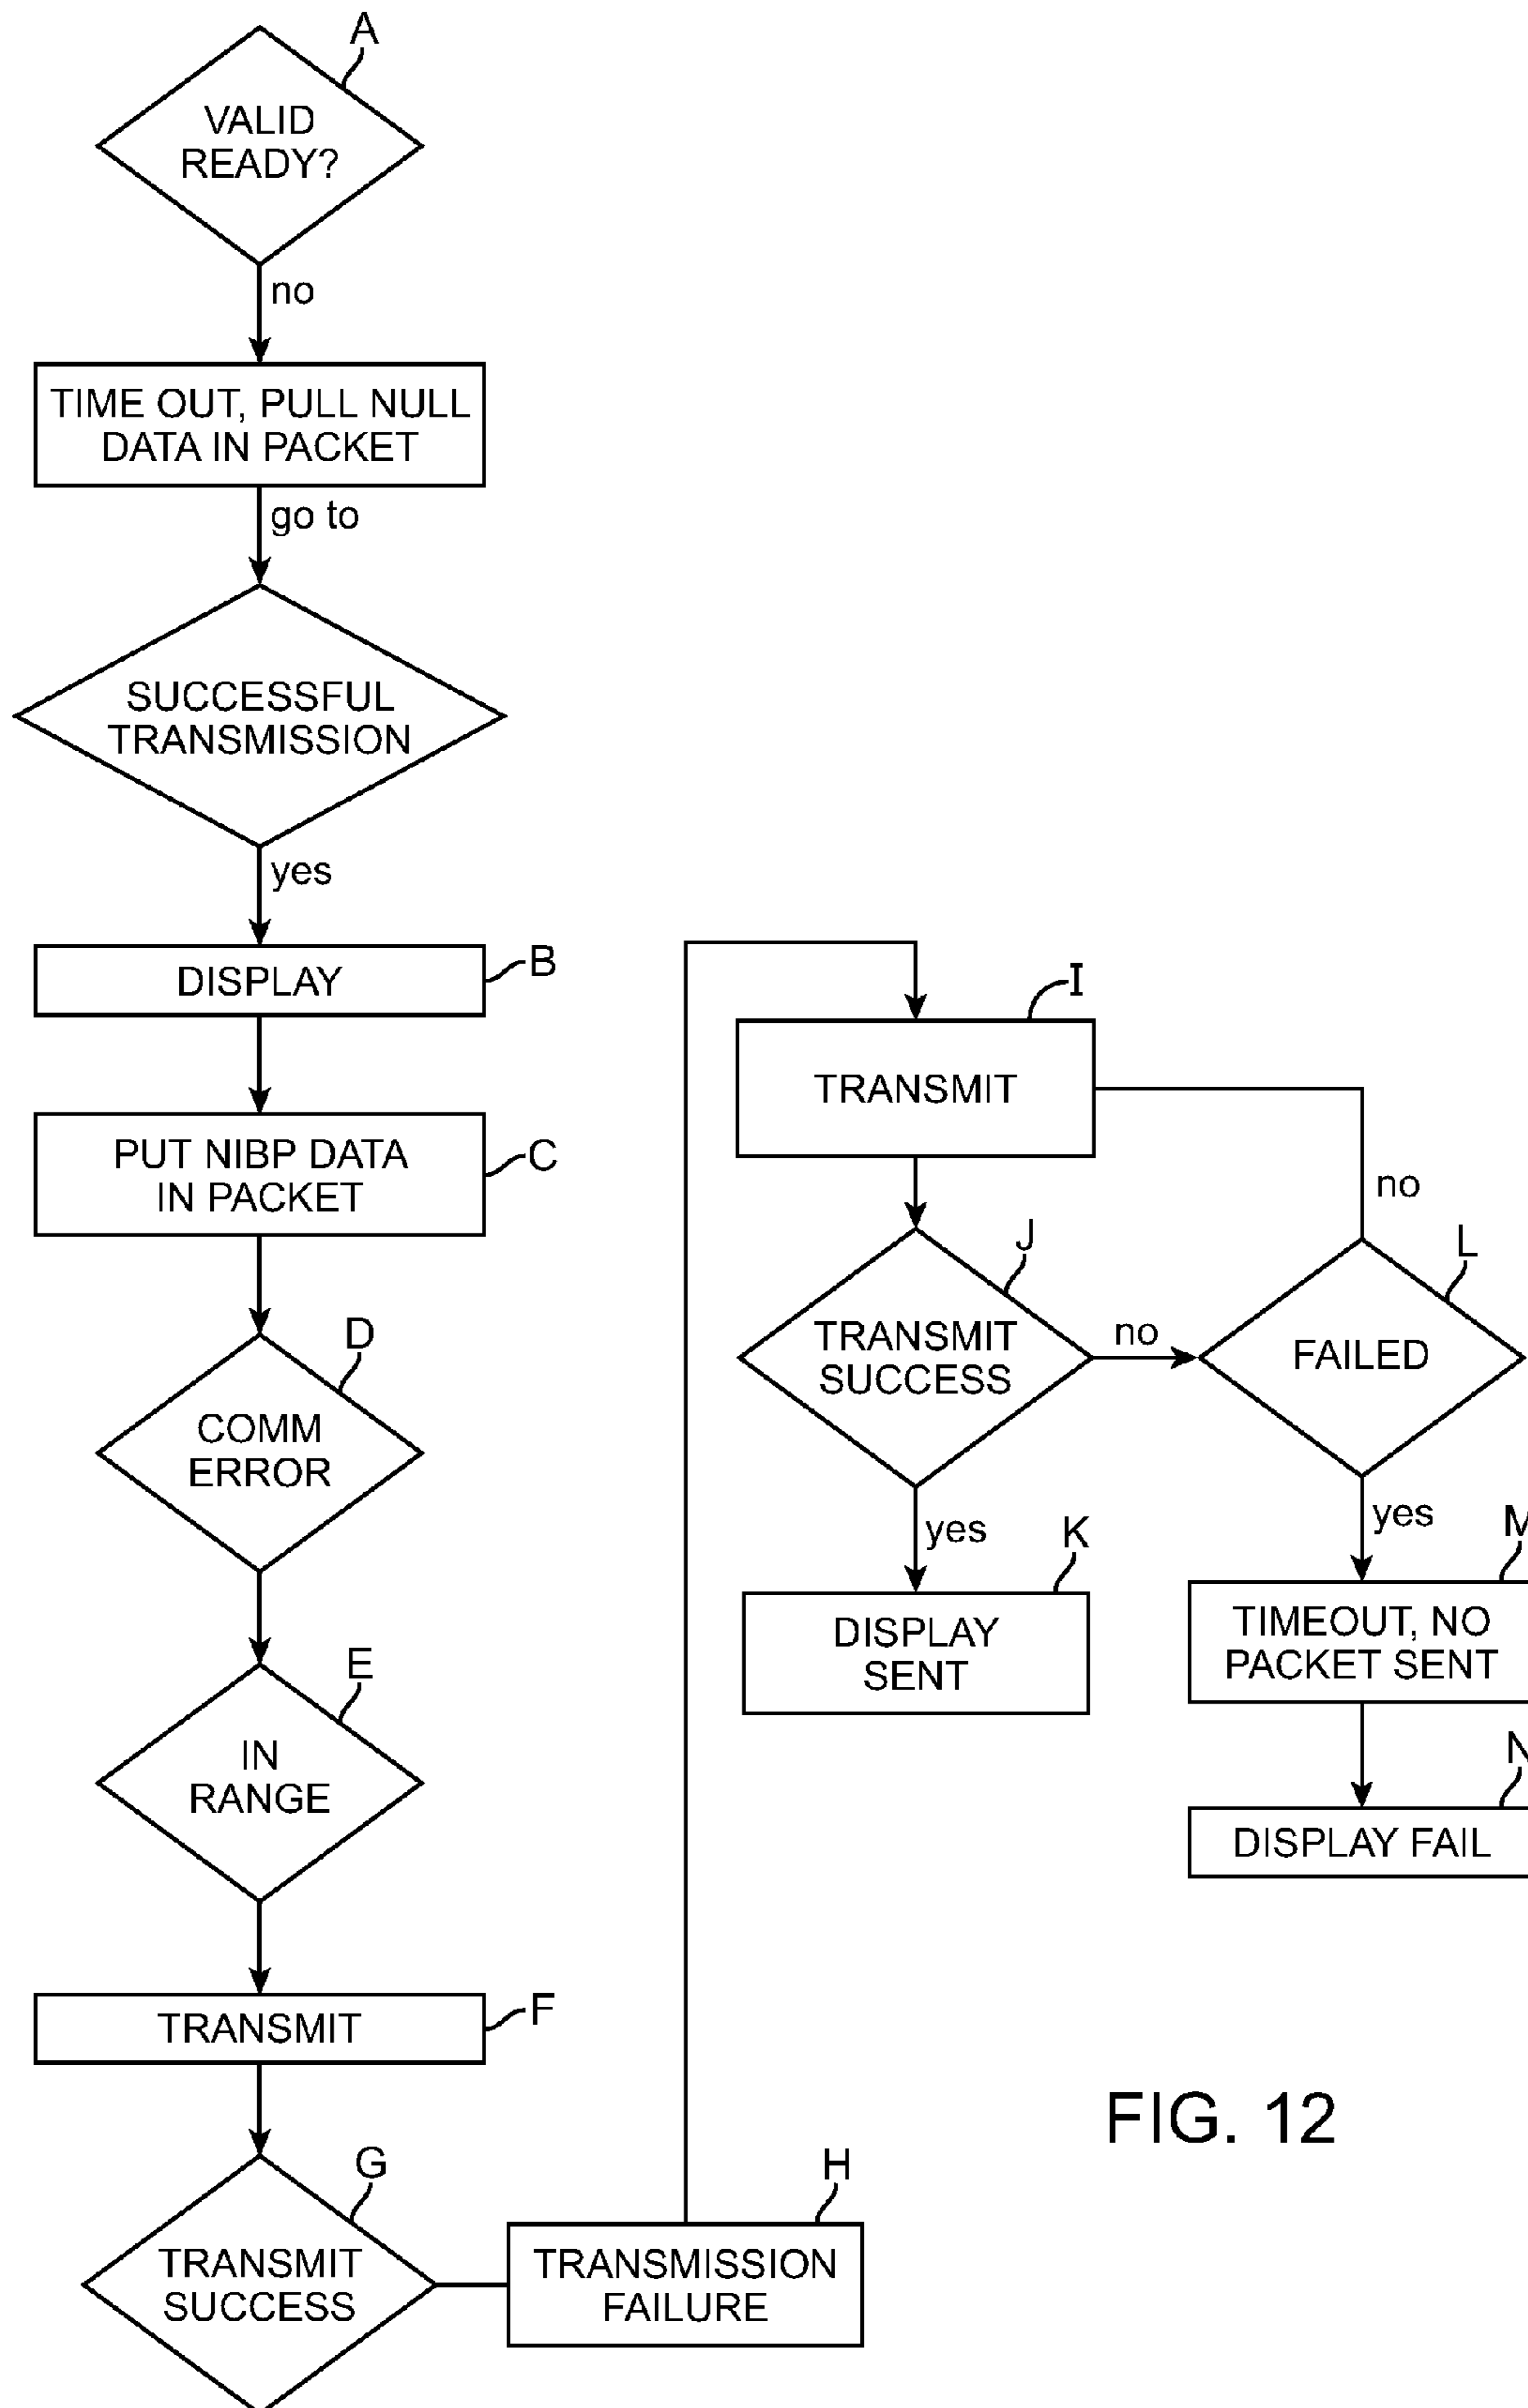 A
VALID
READY?
no
TIME OUT, PULL NULL
DATA IN PACKET
go to
SUCCESSFUL
TRANSMISSION
yes
DISPLAY
B
PUT NIBP DATA
IN PACKET
C
D
COMM
ERROR
E
IN
RANGE
TRANSMIT
F
G
TRANSMIT
SUCCESS
H
TRANSMISSION
FAILURE
I
TRANSMIT
J
TRANSMIT
SUCCESS
no
yes
K
DISPLAY
SENT
no
L
FAILED
yes
M
TIMEOUT, NO
PACKET SENT
N
DISPLAY FAIL
FIG. 12